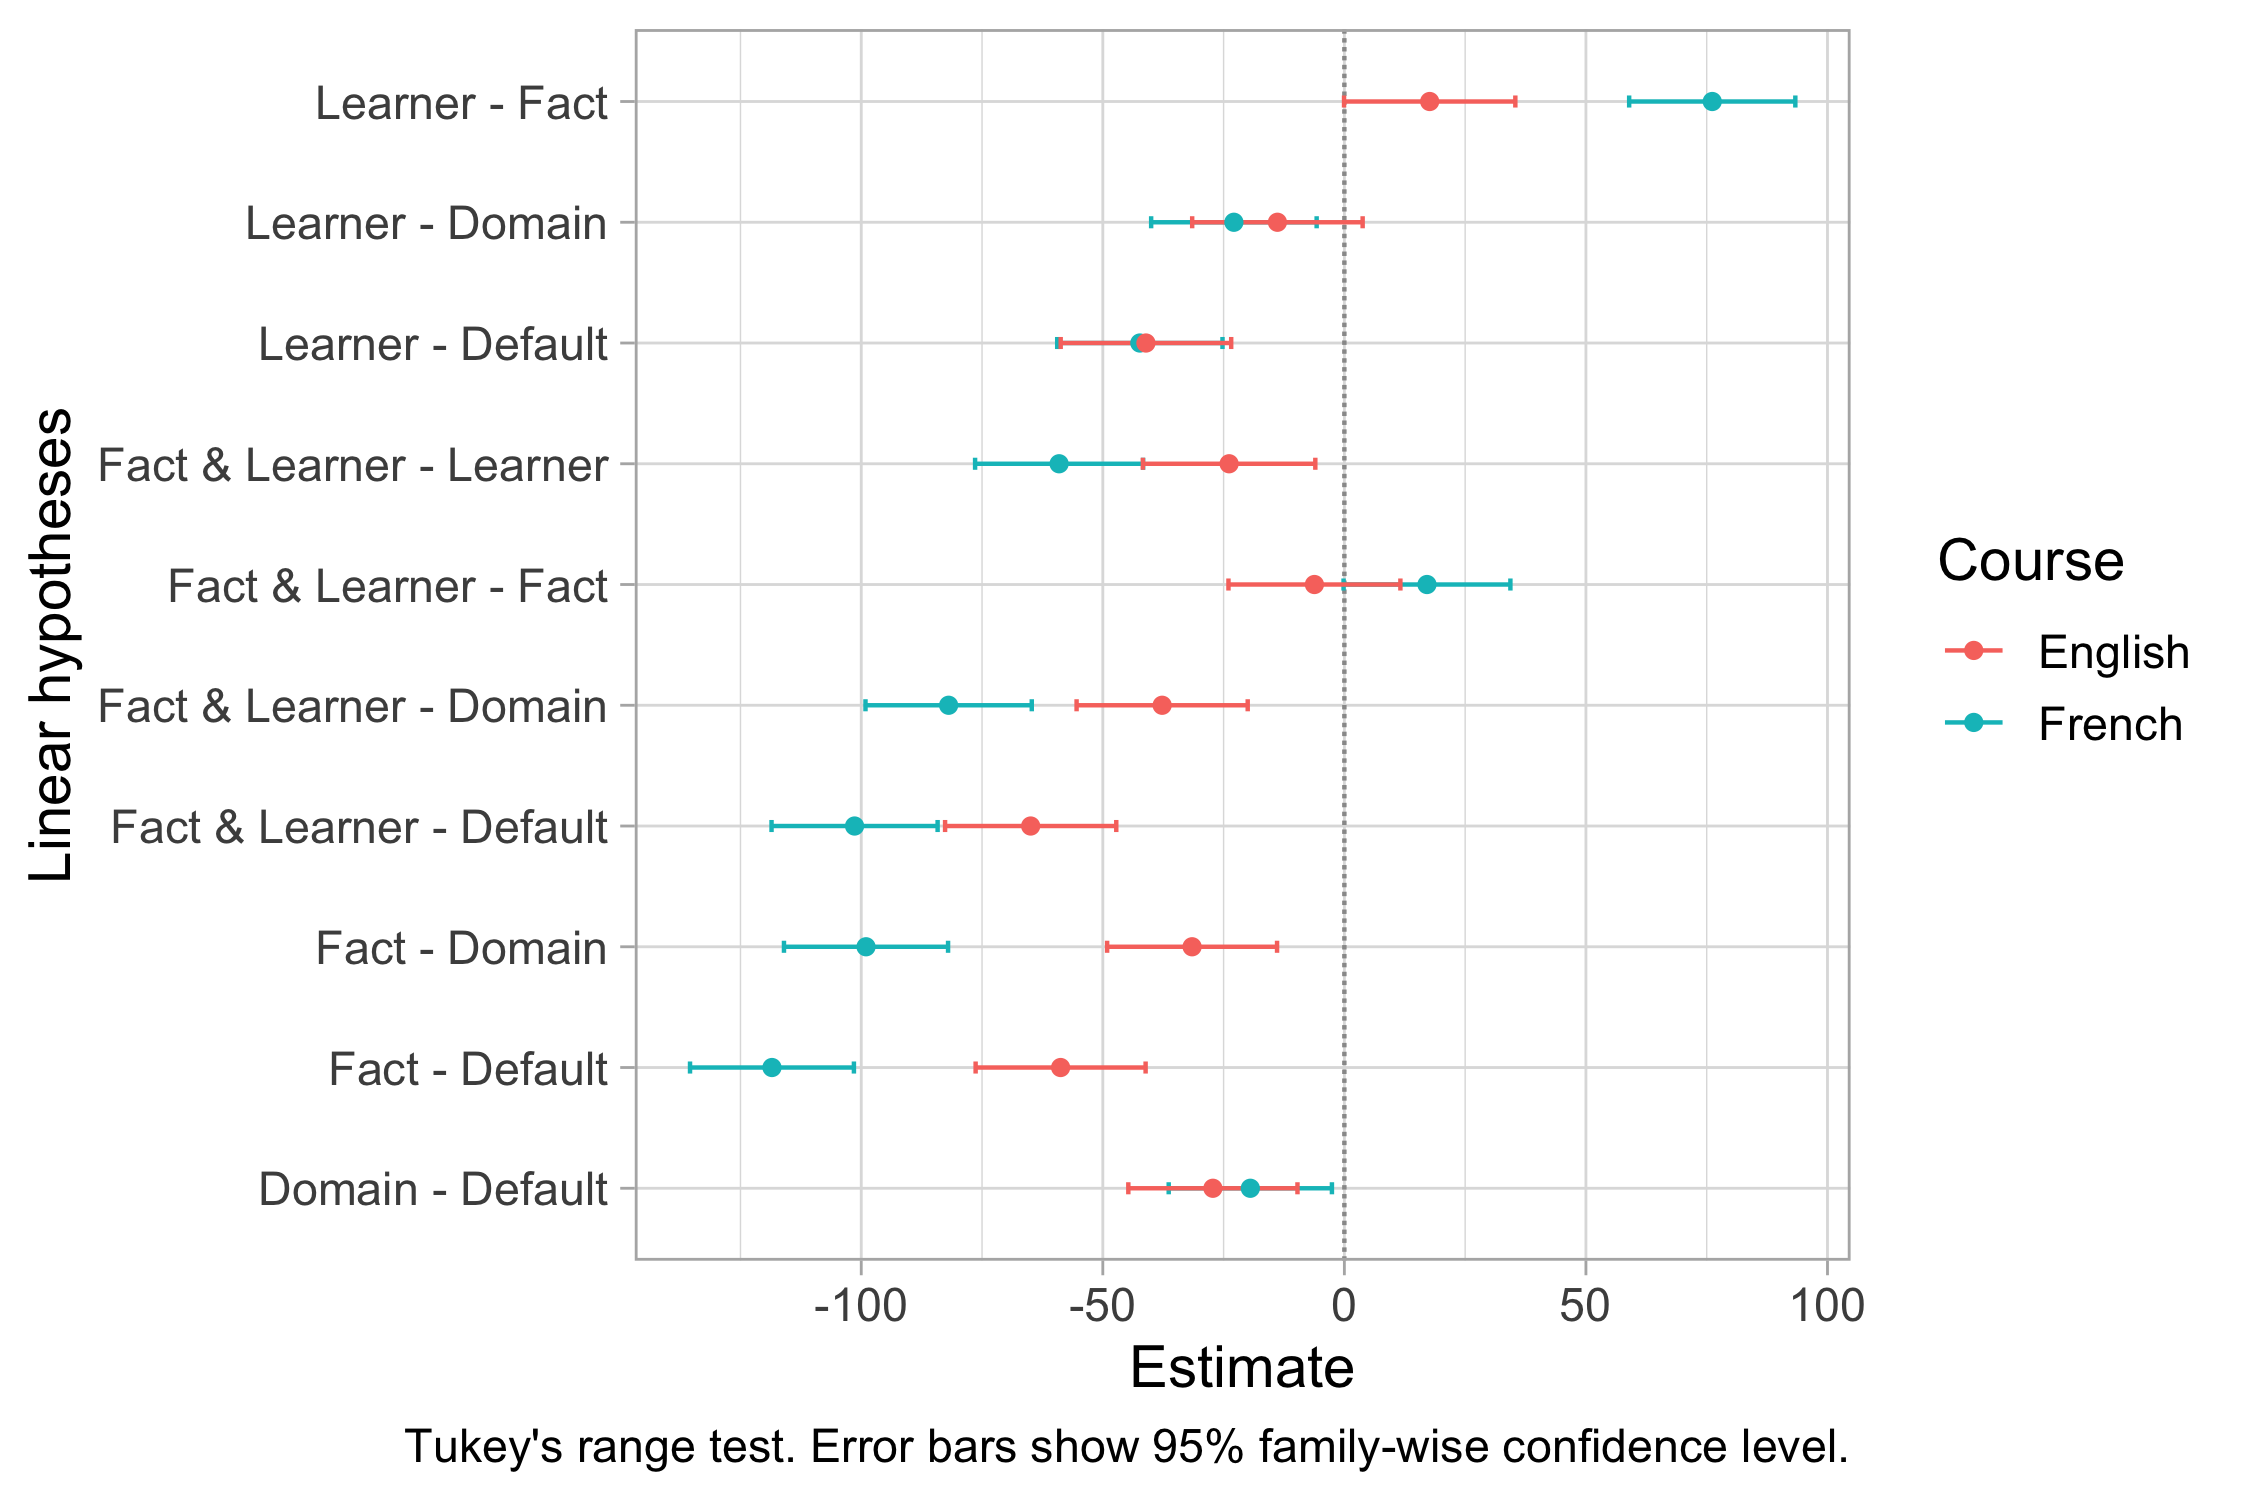 Linear hypotheses
Learner - Fact
Learner - Domain
Learner - Default
Fact & Learner - Learner
Fact & Learner - Fact
Fact & Learner - Domain
Fact & Learner - Default
Fact - Domain
Fact - Default
Domain - Default
-100 -50 0 50 100
Estimate
Course
English
French
Tukey's range test. Error bars show 95% family-wise confidence level.